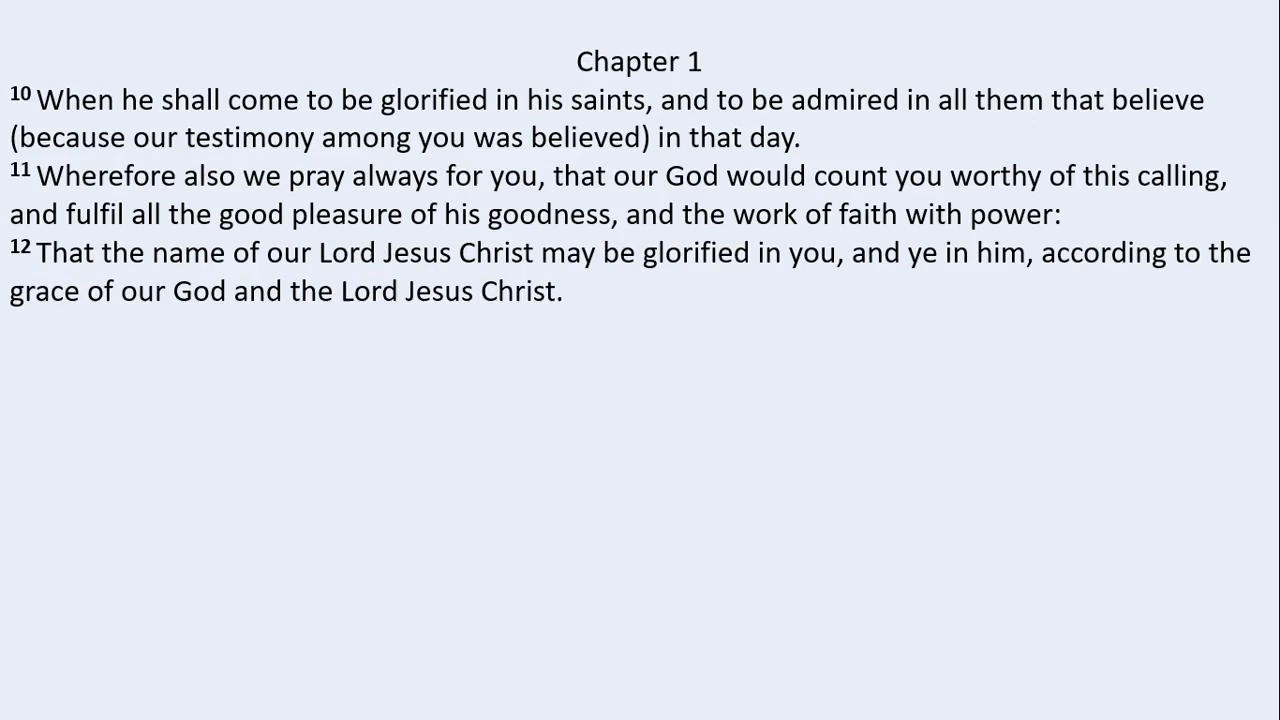 Chapter 1
10 When he shall come to be glorified in his saints, and to be admired in all them that believe
(because our testimony among you was believed) in that day.
11 Wherefore also we pray always for you, that our God would count you worthy of this calling,
and fulfil all the good pleasure of his goodness, and the work of faith with power:
12 That the name of our Lord Jesus Christ may be glorified in you, and ye in him, according to the
grace of our God and the Lord Jesus Christ.